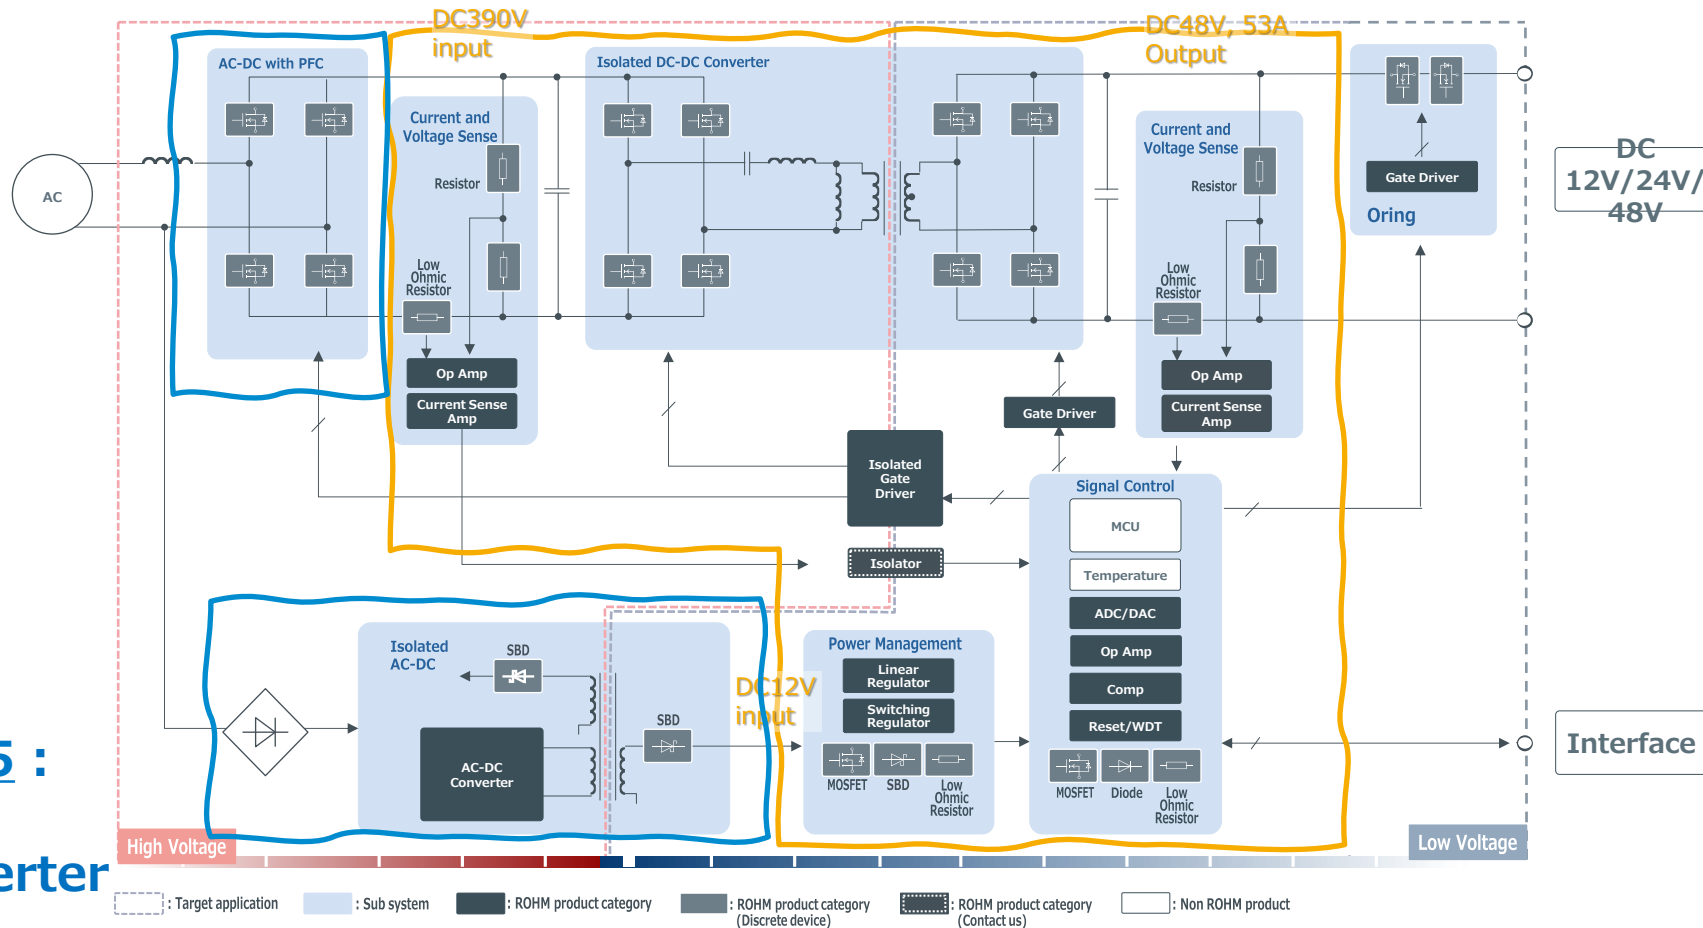 DC390V
input
DC48V, 53A
Output
AC-DC with PFC
Isolated DC-DC Converter
Current and
Voltage Sense
Current and
Voltage Sense
Resistor
Resistor
AC
Gate Driver
Oring
DC
12V/24V/
48V
Low
Ohmic
Resistor
Low
Ohmic
Resistor
Op Amp
Current Sense
Amp
Op Amp
Current Sense
Amp
Gate Driver
Isolated
Gate
Driver
Signal Control
MCU
Isolator
Temperature
ADC/DAC
Op Amp
Comp
Reset/WDT
MOSFET
Diode
Low
Ohmic
Resistor
Isolated
AC-DC
SBD
SBD
AC-DC
Converter
DC12V
input
Power Management
Linear
Regulator
Switching
Regulator
MOSFET
SBD
Low
Ohmic
Resistor
Interface
5 :
erter
High Voltage
Low Voltage
: Target application
: Sub system
: ROHM product category
: ROHM product category
(Discrete device)
: ROHM product category
(Contact us)
: Non ROHM product